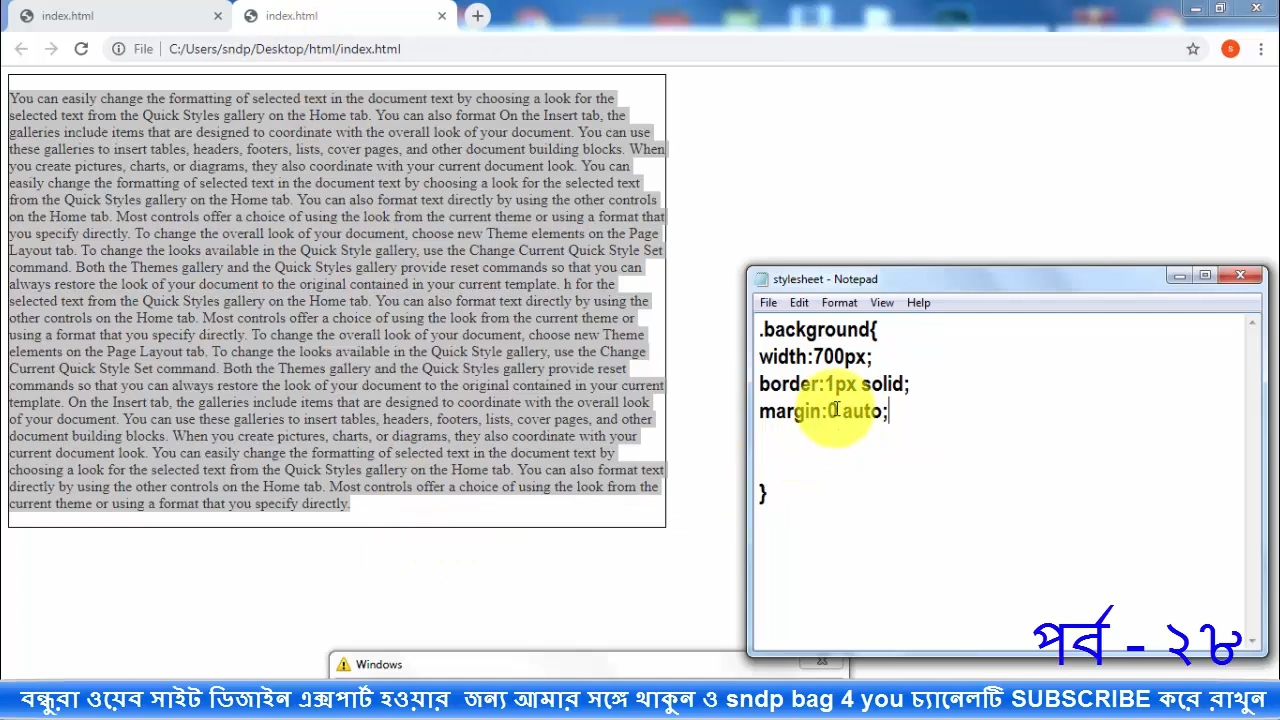 index.html
index.html
File C:/Users/sndp/Desktop/html/index.html
You can easily change the formatting of selected text in the document text by choosing a look for the
selected text from the Quick Styles gallery on the Home tab. You can also format On the Insert tab, the
galleries include items that are designed to coordinate with the overall look of your document. You can use
these galleries to insert tables, headers, footers, lists, cover pages, and other document building blocks. When
you create pictures, charts, or diagrams, they also coordinate with your current document look. You can
easily change the formatting of selected text in the document text by choosing a look for the selected text
from the Quick Styles gallery on the Home tab. You can also format text directly by using the other controls
on the Home tab. Most controls offer a choice of using the look from the current theme or using a format that
you specify directly. To change the overall look of your document, choose new Theme elements on the Page
Layout tab. To change the looks available in the Quick Style gallery, use the Change Current Quick Style Set
command. Both the Themes gallery and the Quick Styles gallery provide reset commands so that you can
always restore the look of your document to the original contained in your current template. h for the
selected text from the Quick Styles gallery on the Home tab. You can also format text directly by using the
other controls on the Home tab. Most controls offer a choice of using the look from the current theme or
using a format that you specify directly. To change the overall look of your document, choose new Theme
elements on the Page Layout tab. To change the looks available in the Quick Style gallery, use the Change
Current Quick Style Set command. Both the Themes gallery and the Quick Styles gallery provide reset
commands so that you can always restore the look of your document to the original contained in your current
template. On the Insert tab, the galleries include items that are designed to coordinate with the overall look
of your document. You can use these galleries to insert tables, headers, footers, lists, cover pages, and other
document building blocks. When you create pictures, charts, or diagrams, they also coordinate with your
current document look. You can easily change the formatting of selected text in the document text by
choosing a look for the selected text from the Quick Styles gallery on the Home tab. You can also format text
directly by using the other controls on the Home tab. Most controls offer a choice of using the look from the
current theme or using a format that you specify directly.
stylesheet - Notepad
File Edit Format View Help
.background{
width:700px;
border:1px solid;
margin:0 auto;
}
Windows
পর্ব - ২৮
বন্ধুরা ওয়েব সাইট ডিজাইন এক্সপার্ট হওয়ার জন্য আমার সঙ্গে থাকুন ও sndp bag 4 you চ্যানেলটি SUBSCRIBE করে রাখুন